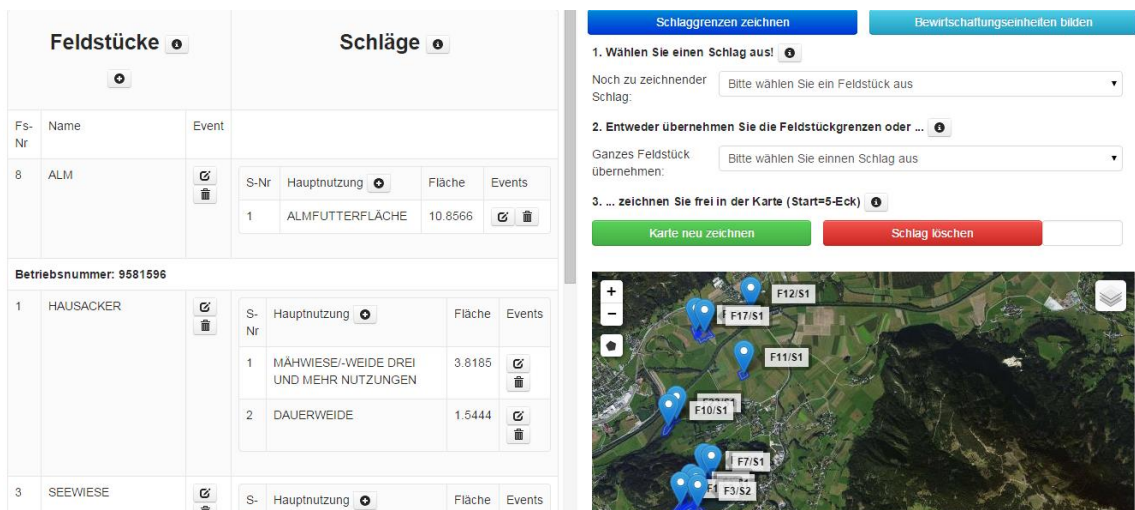 Feldstücke
Schläge
Fs-Nr Name Event
8 ALM
S-Nr Hauptnutzung Fläche Events
1 ALMFUTTERFLÄCHE 10.8566
Betriebsnummer: 9581596
1 HAUSACKER
S-Nr Hauptnutzung Fläche Events
1 MÄHWIESE/-WEIDE DREI 3.8185
UND MEHR NUTZUNGEN
2 DAUERWEIDE 1.5444
3 SEEWIESE
S- Hauptnutzung Fläche Events
Schlaggrenzen zeichnen
Bewirtschaftungseinheiten bilden
1. Wählen Sie einen Schlag aus!
Noch zu zeichnender
Schlag:
Bitte wählen Sie ein Feldstück aus
2. Entweder übernehmen Sie die Feldstückgrenzen oder ...
Ganzes Feldstück
übernehmen:
Bitte wählen Sie einnen Schlag aus
3. ... zeichnen Sie frei in der Karte (Start=5-Eck)
Karte neu zeichnen
Schlag löschen
+
−
F12/S1
F17/S1
F11/S1
F10/S1
F7/S1
F3/S2